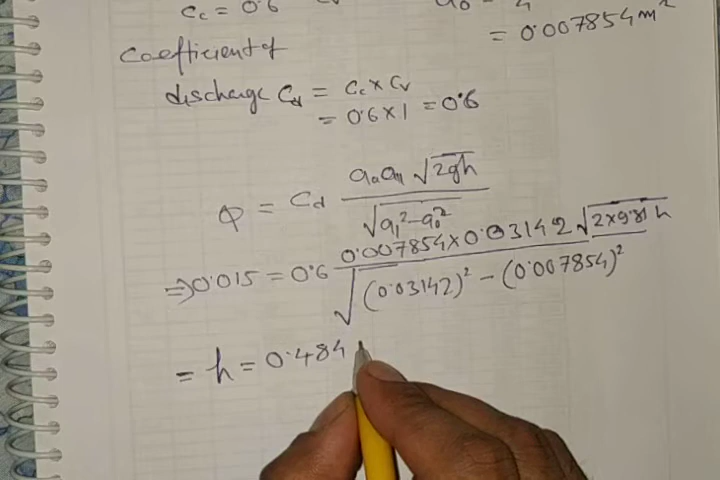 Cc = 0.6
= 0.007854 m²
Coefficient of
discharge Cd = Cc × Cv
= 0.6 × 1 = 0.6
Q = Cd a₀a₁ √2gh / √a₁² − a₀²
⇒ 0.015 = 0.6 0.007854 × 0.03142 √2×9.81 h / √(0.03142)² − (0.007854)²
= h = 0.484